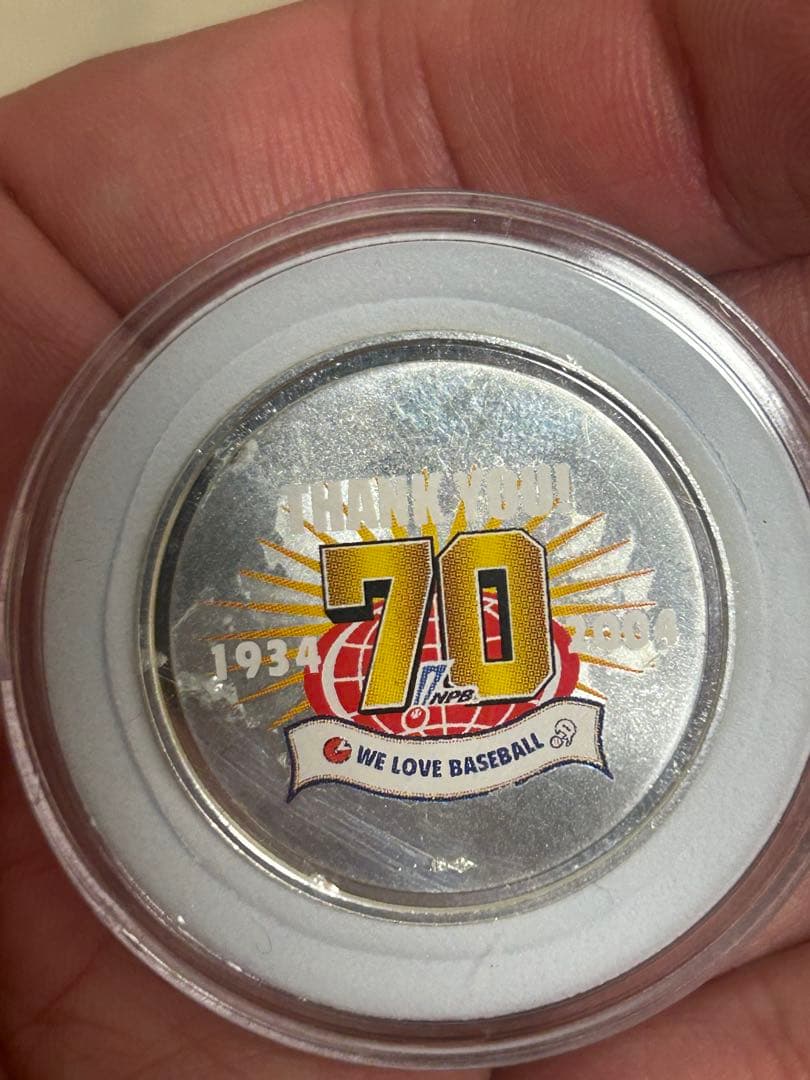 THANK YOU!
70
1934 2004
NPB
WE LOVE BASEBALL